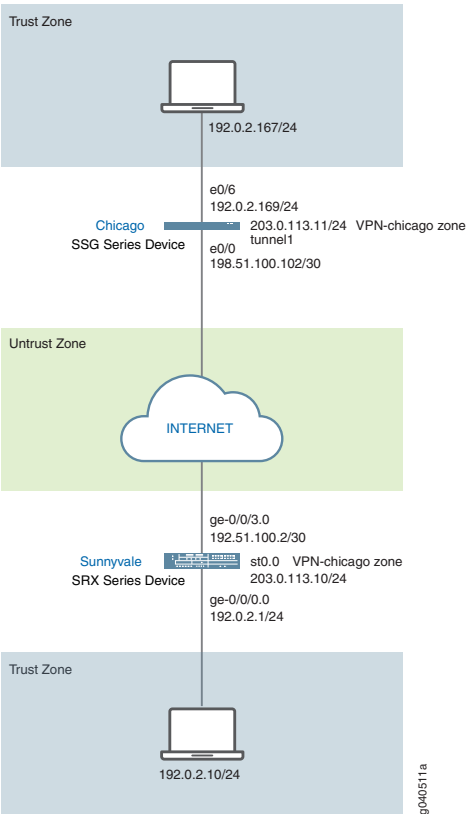 Trust Zone
192.0.2.167/24
e0/6
192.0.2.169/24
Chicago
203.0.113.11/24 VPN-chicago zone
tunnel1
SSG Series Device
e0/0
198.51.100.102/30
Untrust Zone
INTERNET
ge-0/0/3.0
192.51.100.2/30
Sunnyvale
st0.0 VPN-chicago zone
SRX Series Device
203.0.113.10/24
ge-0/0/0.0
192.0.2.1/24
Trust Zone
192.0.2.10/24
g040511a